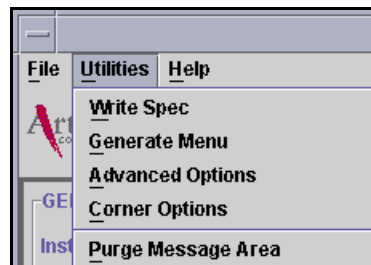 File Utilities Help
Write Spec
Generate Menu
Advanced Options
Corner Options
Purge Message Area